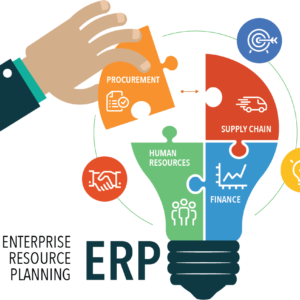 PROCUREMENT
SUPPLY CHAIN
HUMAN
RESOURCES
FINANCE
ENTERPRISE
RESOURCE
PLANNING
ERP